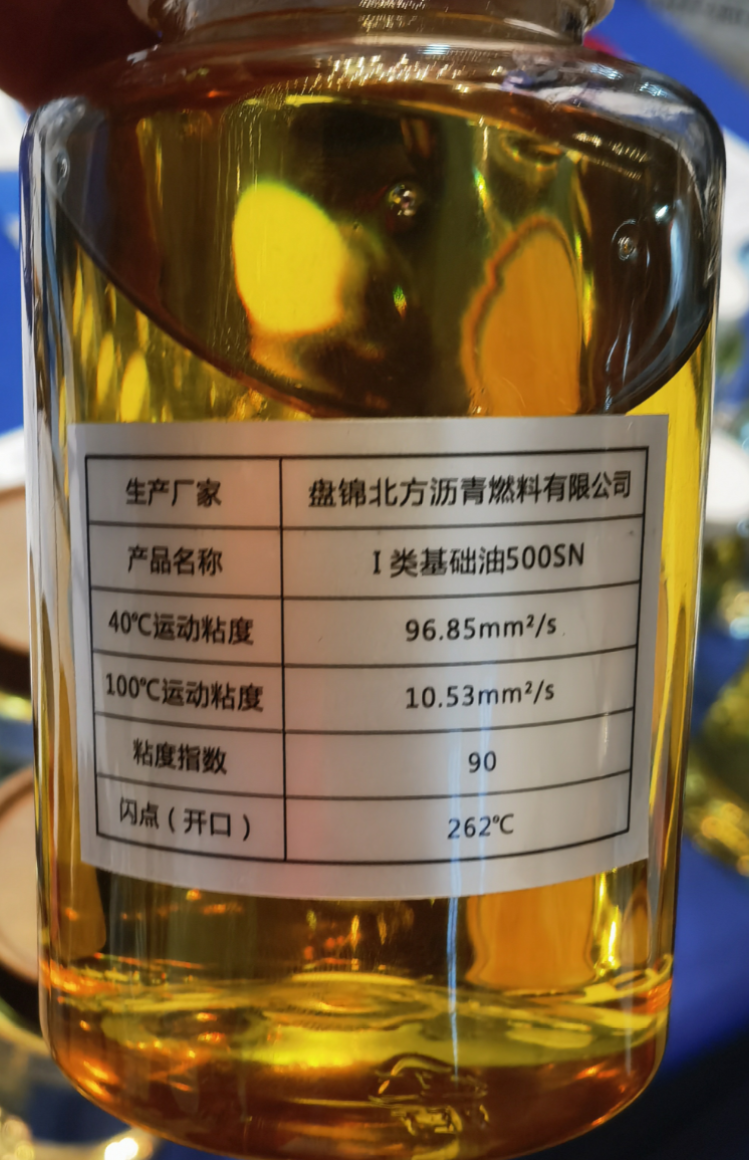 生产厂家 盘锦北方沥青燃料有限公司
产品名称 I类基础油500SN
40℃运动粘度 96.85mm²/s
100℃运动粘度 10.53mm²/s
粘度指数 90
闪点(开口) 262℃